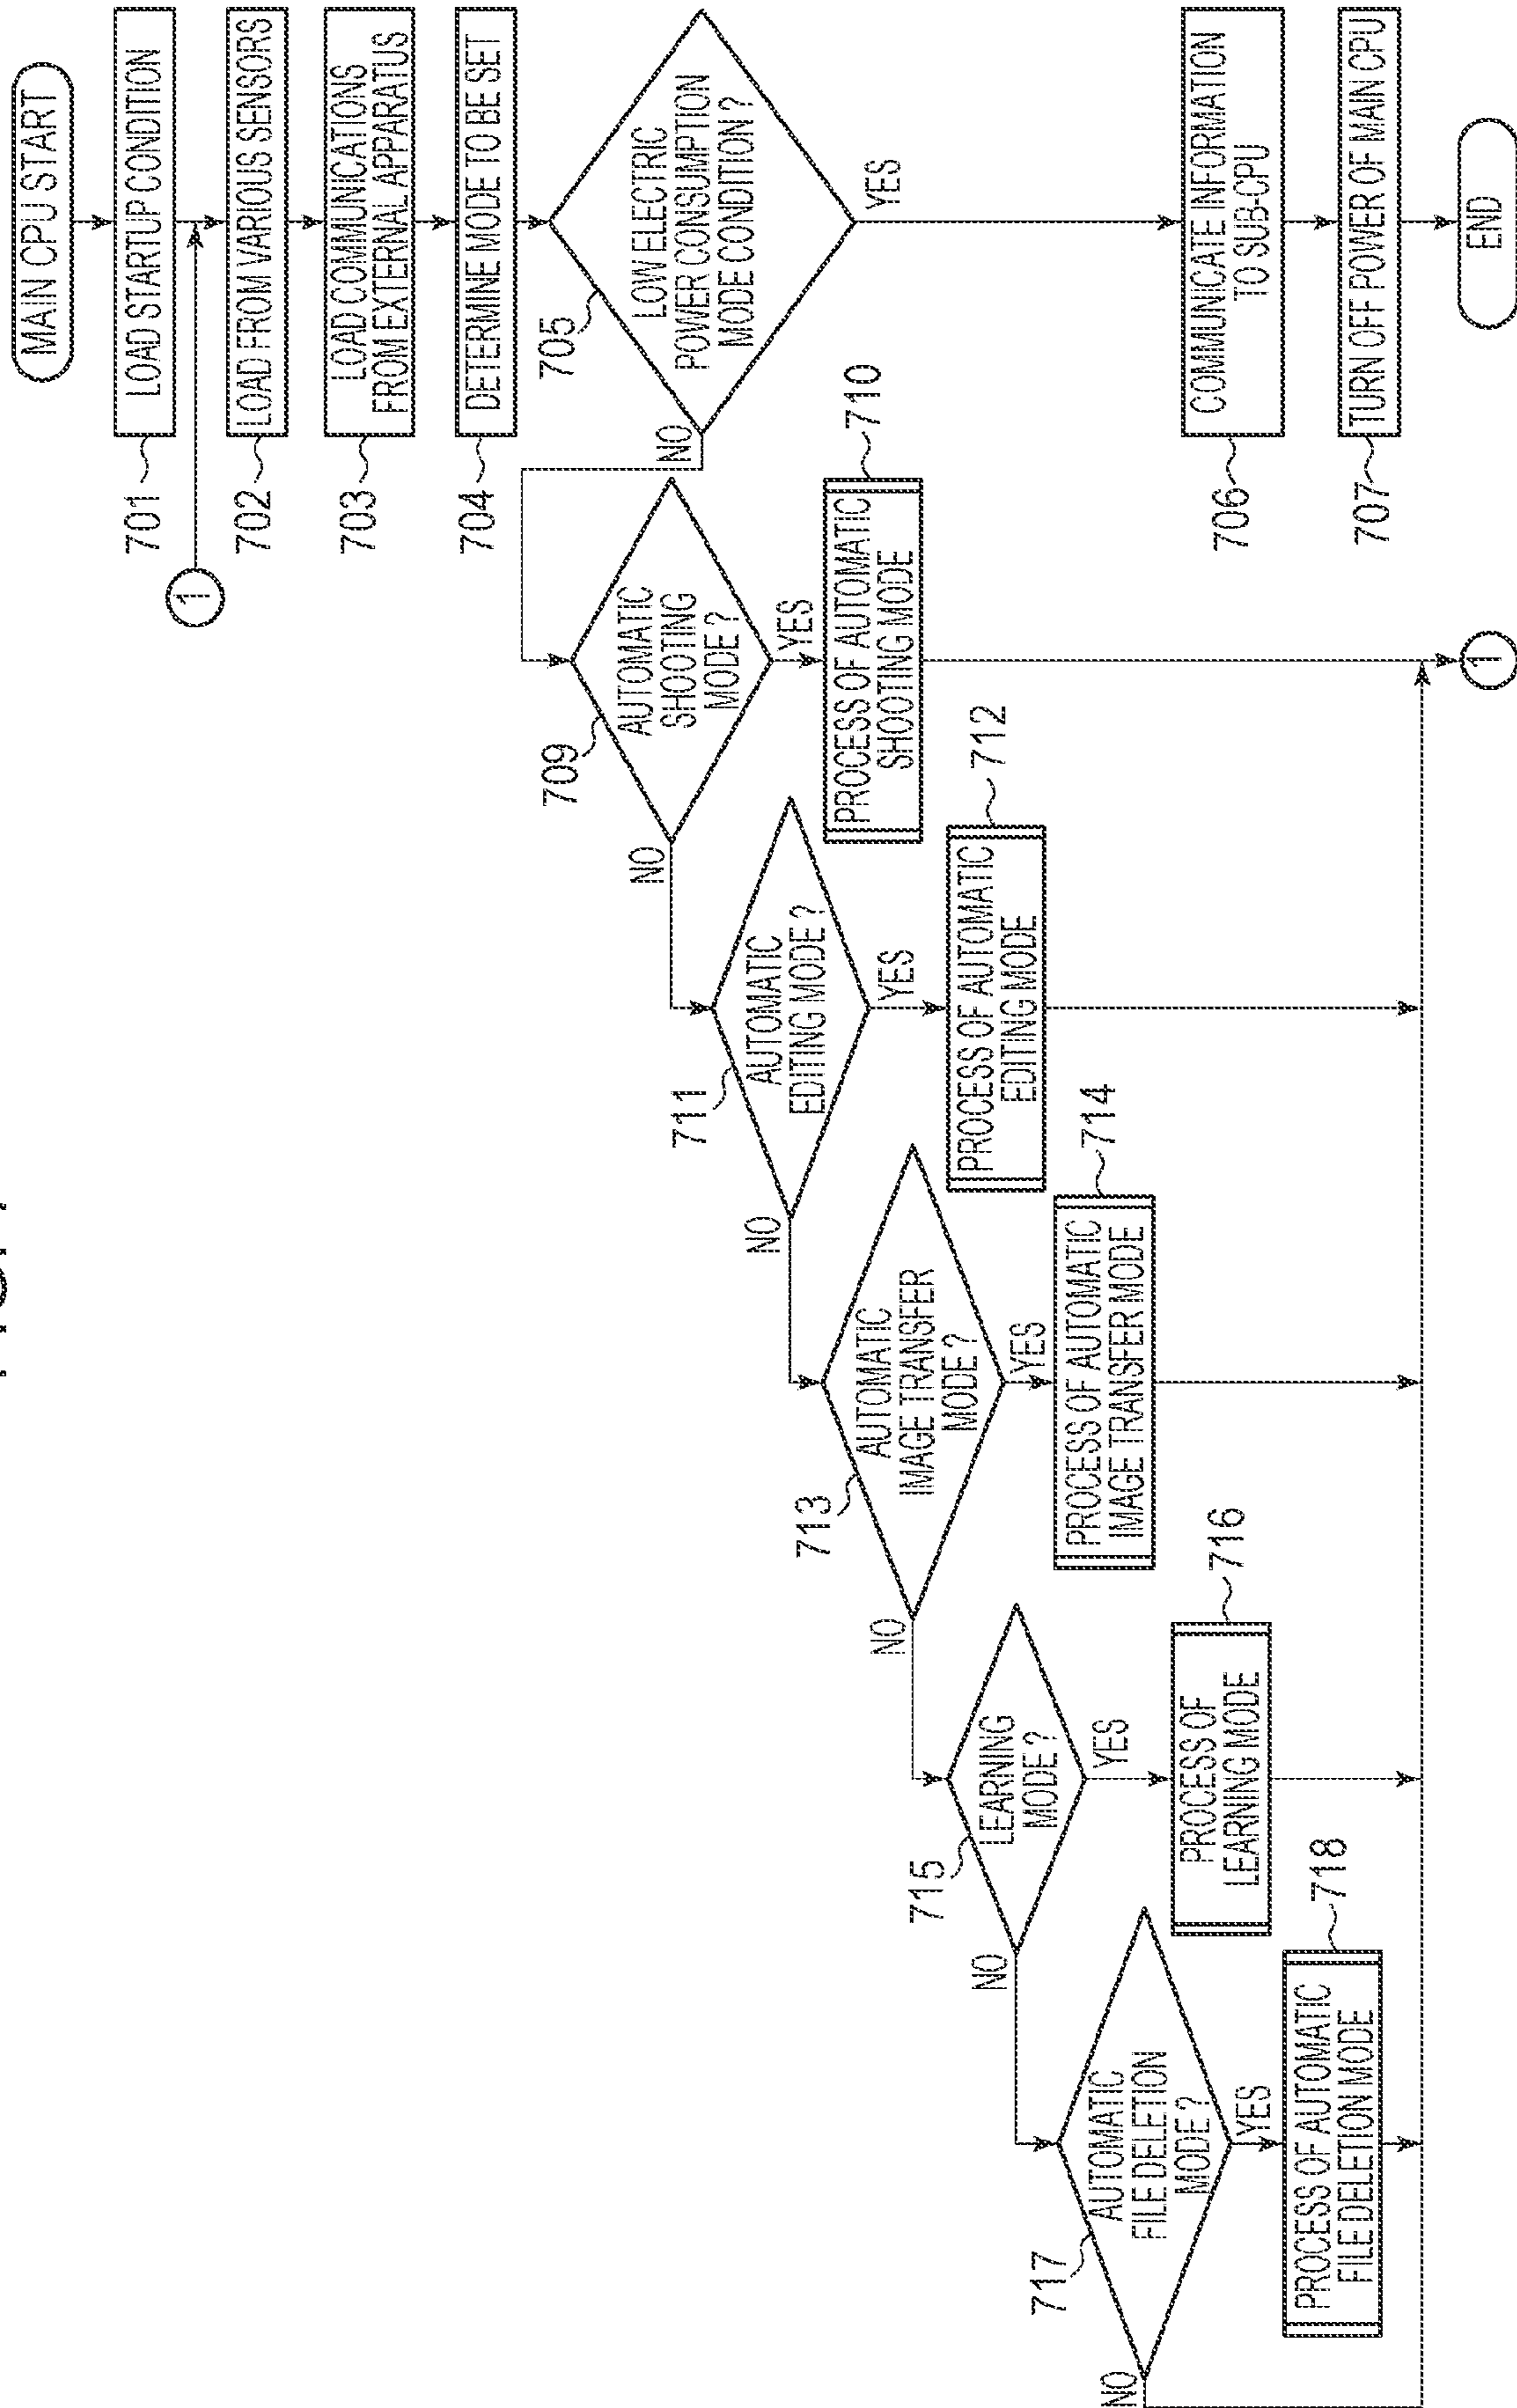 MAIN CPU START
701
LOAD STARTUP CONDITION
1
702
LOAD FROM VARIOUS SENSORS
703
LOAD COMMUNICATIONS
FROM EXTERNAL APPARATUS
704
DETERMINE MODE TO BE SET
705
LOW ELECTRIC
POWER CONSUMPTION
MODE CONDITION ?
NO
YES
706
COMMUNICATE INFORMATION
TO SUB-CPU
707
TURN OFF POWER OF MAIN CPU
END
709
AUTOMATIC
SHOOTING
MODE ?
NO
YES
710
PROCESS OF AUTOMATIC
SHOOTING MODE
711
AUTOMATIC
EDITING MODE ?
NO
YES
712
PROCESS OF AUTOMATIC
EDITING MODE
713
AUTOMATIC
IMAGE TRANSFER
MODE ?
NO
YES
714
PROCESS OF AUTOMATIC
IMAGE TRANSFER MODE
715
LEARNING
MODE ?
NO
YES
716
PROCESS OF
LEARNING MODE
717
AUTOMATIC
FILE DELETION
MODE ?
NO
YES
718
PROCESS OF AUTOMATIC
FILE DELETION MODE
1